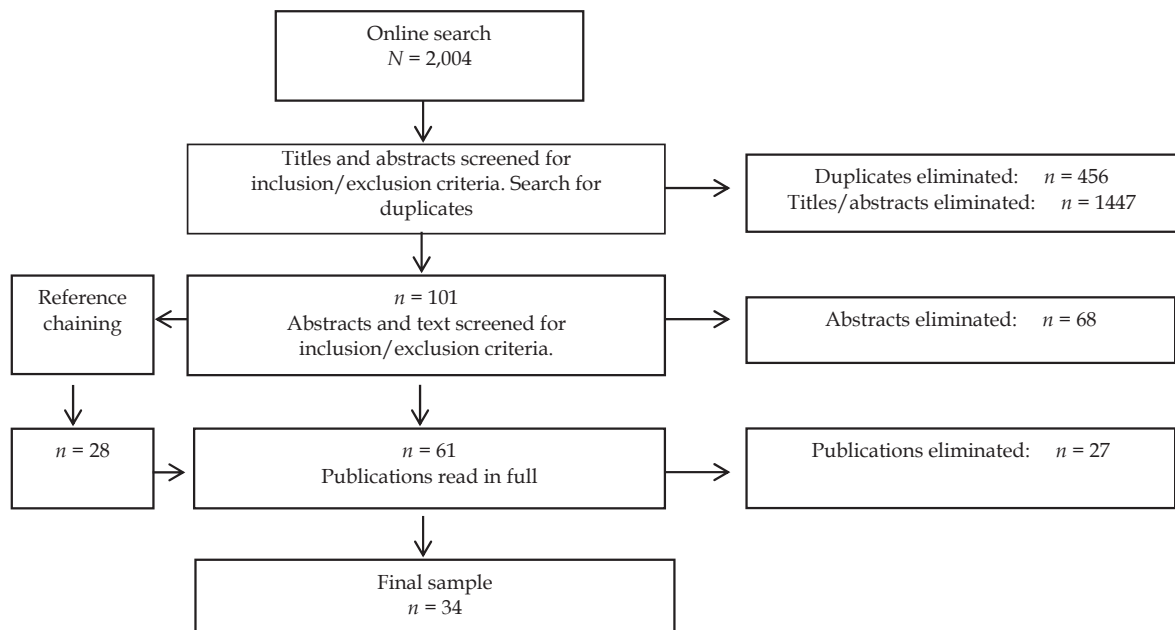 Online search
N = 2,004
Titles and abstracts screened for
inclusion/exclusion criteria. Search for
duplicates
Duplicates eliminated: n = 456
Titles/abstracts eliminated: n = 1447
Reference
chaining
n = 101
Abstracts and text screened for
inclusion/exclusion criteria.
Abstracts eliminated: n = 68
n = 28
n = 61
Publications read in full
Publications eliminated: n = 27
Final sample
n = 34